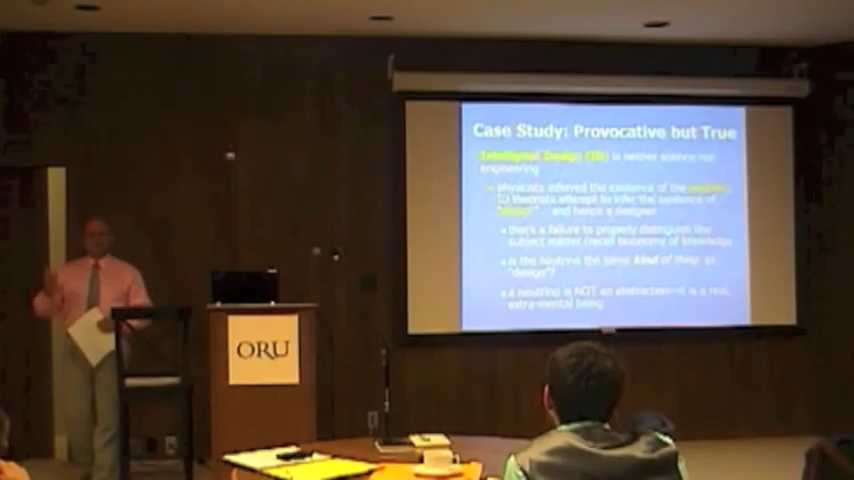 Case Study: Provocative but True
Intelligent Design (ID) is neither science nor
engineering
physicists inferred the existence of the neutrino,
ID theorists attempt to infer the existence of
"design" and hence a designer
that's a failure to properly distinguish the
subject matter (recall taxonomy of knowledge
is the neutrino the same kind of thing as
"design"?
a neutrino is NOT an abstraction—it is a real,
extra-mental being
ORU